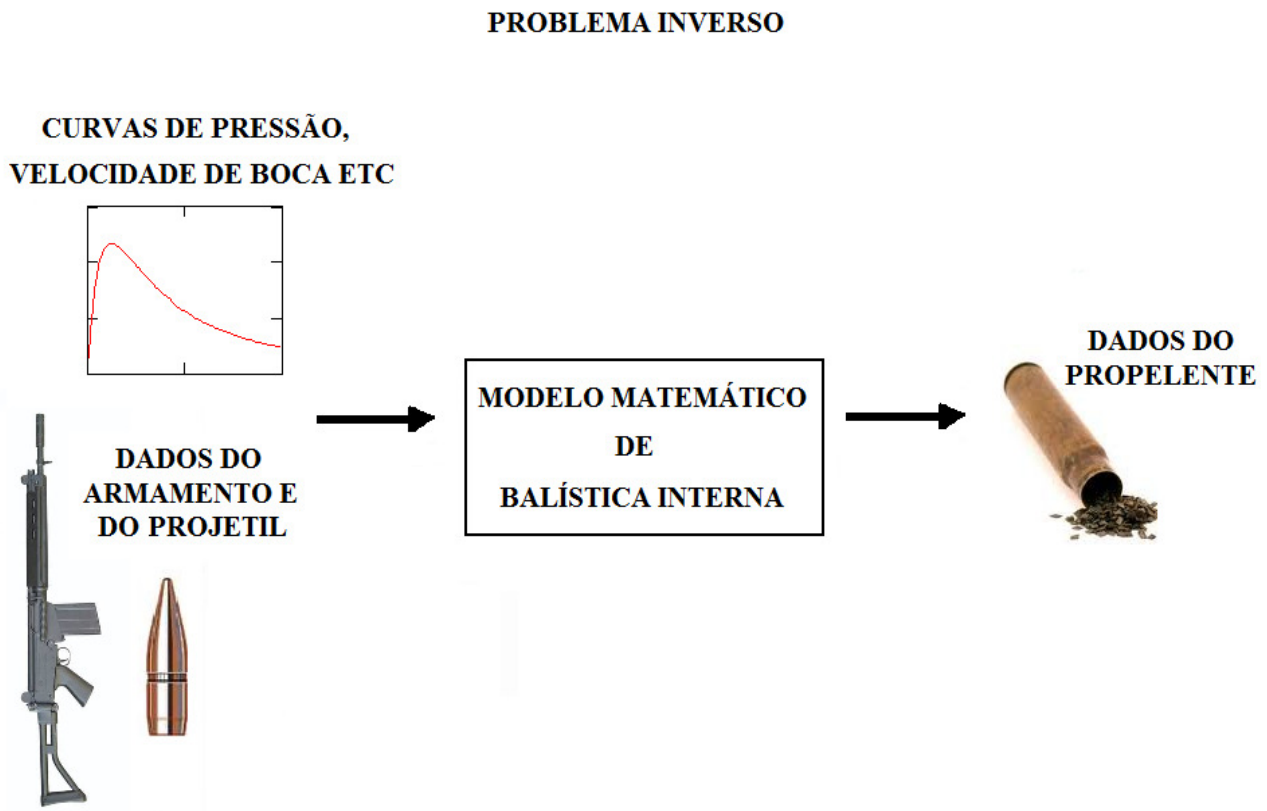 PROBLEMA INVERSO
CURVAS DE PRESSÃO,
VELOCIDADE DE BOCA ETC
DADOS DO
ARMAMENTO E
DO PROJETIL
MODELO MATEMÁTICO
DE
BALÍSTICA INTERNA
DADOS DO
PROPELENTE